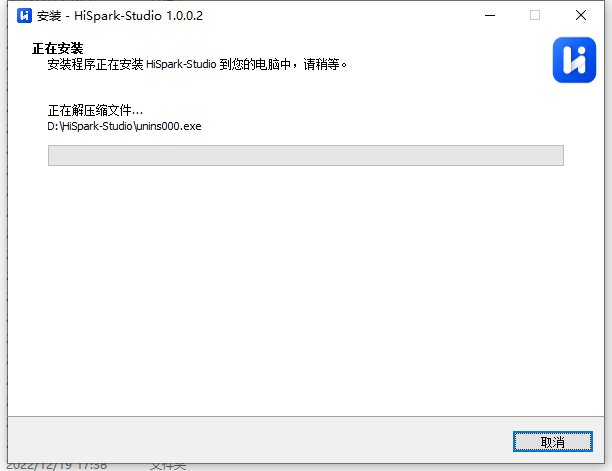 安装 - HiSpark-Studio 1.0.0.2
正在安装
安装程序正在安装 HiSpark-Studio 到您的电脑中，请稍等。
正在解压缩文件...
D:\HiSpark-Studio\unins000.exe
取消
2022/12/19 17:38 文件夹